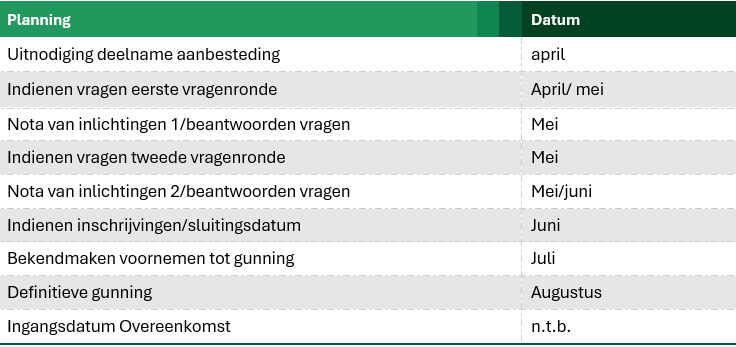 Planning Datum
Uitnodiging deelname aanbesteding april
Indienen vragen eerste vragenronde April/ mei
Nota van inlichtingen 1/beantwoorden vragen Mei
Indienen vragen tweede vragenronde Mei
Nota van inlichtingen 2/beantwoorden vragen Mei/juni
Indienen inschrijvingen/sluitingsdatum Juni
Bekendmaken voornemen tot gunning Juli
Definitieve gunning Augustus
Ingangsdatum Overeenkomst n.t.b.